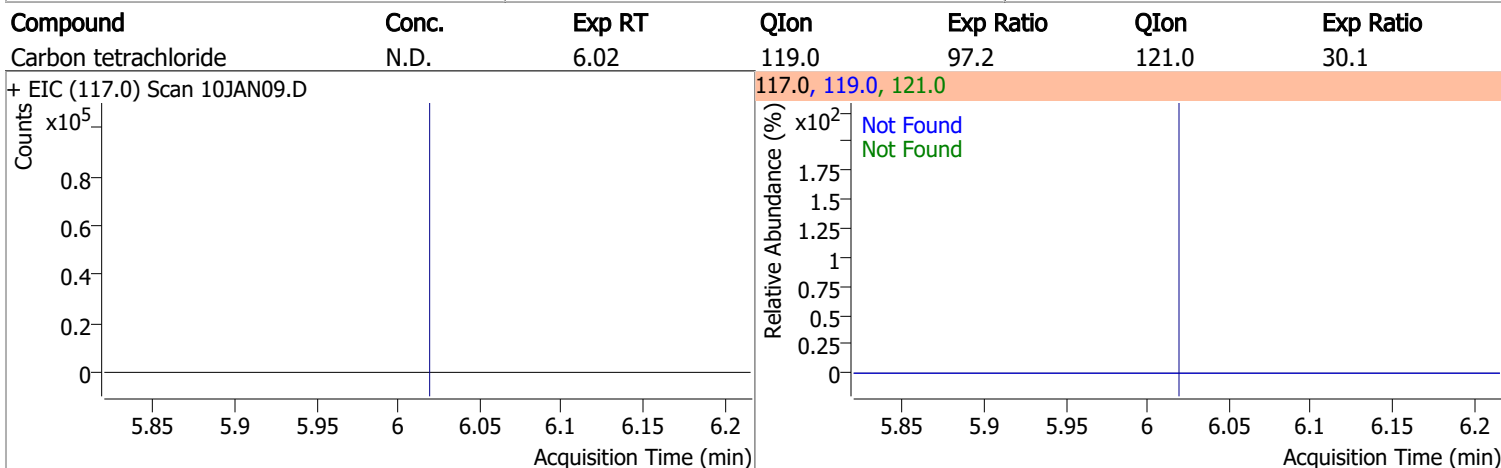 Compound Conc. Exp RT QIon Exp Ratio QIon Exp Ratio
Carbon tetrachloride N.D. 6.02 119.0 97.2 121.0 30.1
+ EIC (117.0) Scan 10JAN09.D
Counts
x10^5
0.8
0.6
0.4
0.2
0
5.85 5.9 5.95 6 6.05 6.1 6.15 6.2
Acquisition Time (min)
117.0, 119.0, 121.0
Relative Abundance (%)
x10^2
Not Found
Not Found
1.75
1.5
1.25
1
0.75
0.5
0.25
0
5.85 5.9 5.95 6 6.05 6.1 6.15 6.2
Acquisition Time (min)